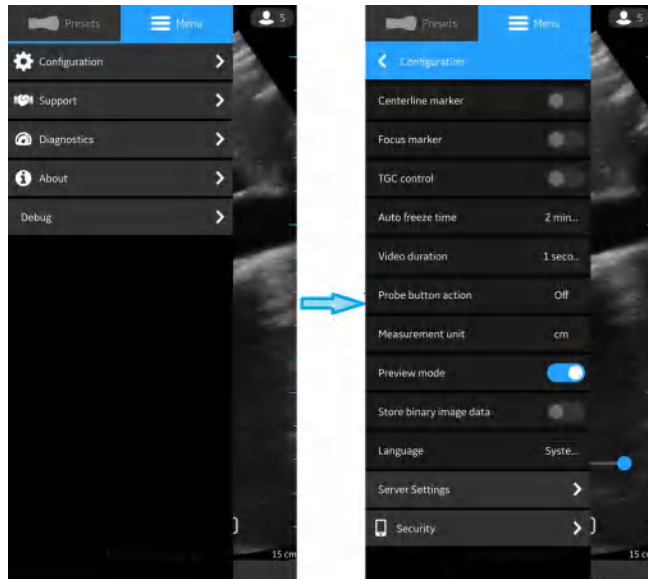 Presets
Menu
5
Configuration
Support
Diagnostics
About
Debug
15 cm
Presets
Menu
5
Configuration
Centerline marker
Focus marker
TGC control
Auto freeze time
2 min...
Video duration
1 seco...
Probe button action
Off
Measurement unit
cm
Preview mode
Store binary image data
Language
Syste...
Server Settings
Security
15 c